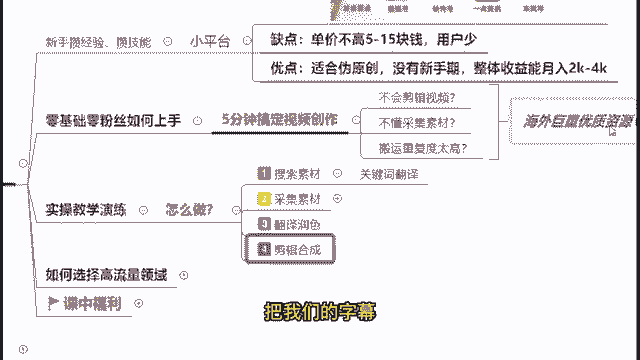 新手攒经验、攒技能
小平台
缺点：单价不高5-15块钱，用户少
优点：适合伪原创，没有新手期，整体收益能月入2k-4k
零基础零粉丝如何上手
5分钟搞定视频创作
不会剪辑视频？
不懂采集素材？
搬运重复度太高？
海外巨量优质资源
实操教学演练
怎么做？
1 搜索素材
关键词翻译
2 采集素材
3 翻译润色
4 剪辑合成
如何选择高流量领域
课中福利
把我们的字幕